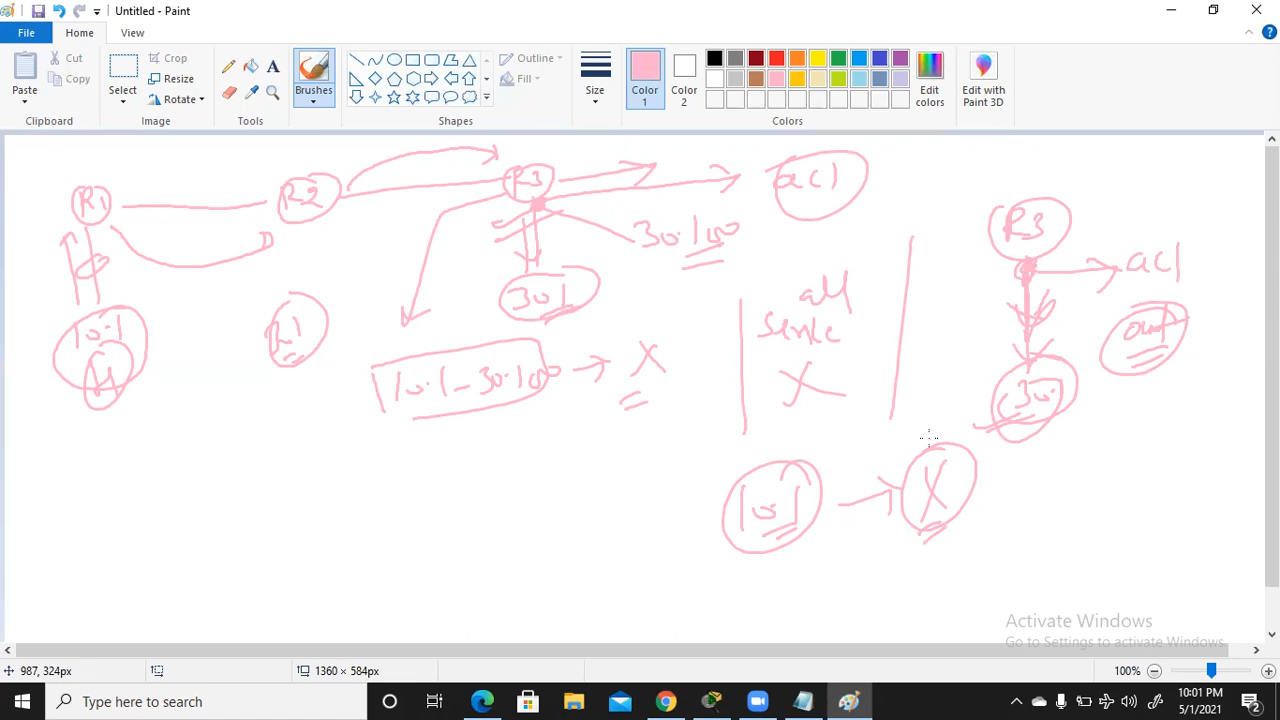 Untitled - Paint
File
Home
View
Paste
Cut
Copy
Clipboard
Select
Crop
Resize
Rotate
Image
A
Tools
Brushes
Shapes
Outline
Fill
Size
Color
1
Color
2
Colors
Edit
colors
Edit with
Paint 3D
R1
R2
R3
acl
30.100
30.1
10.1
R1
10.1 - 30.100
X
all
X
R3
acl
out
30.
10.1
X
Activate Windows
Go to Settings to activate Windows.
987, 324px
1360 × 584px
100%
Type here to search
10:01 PM
5/1/2021
2